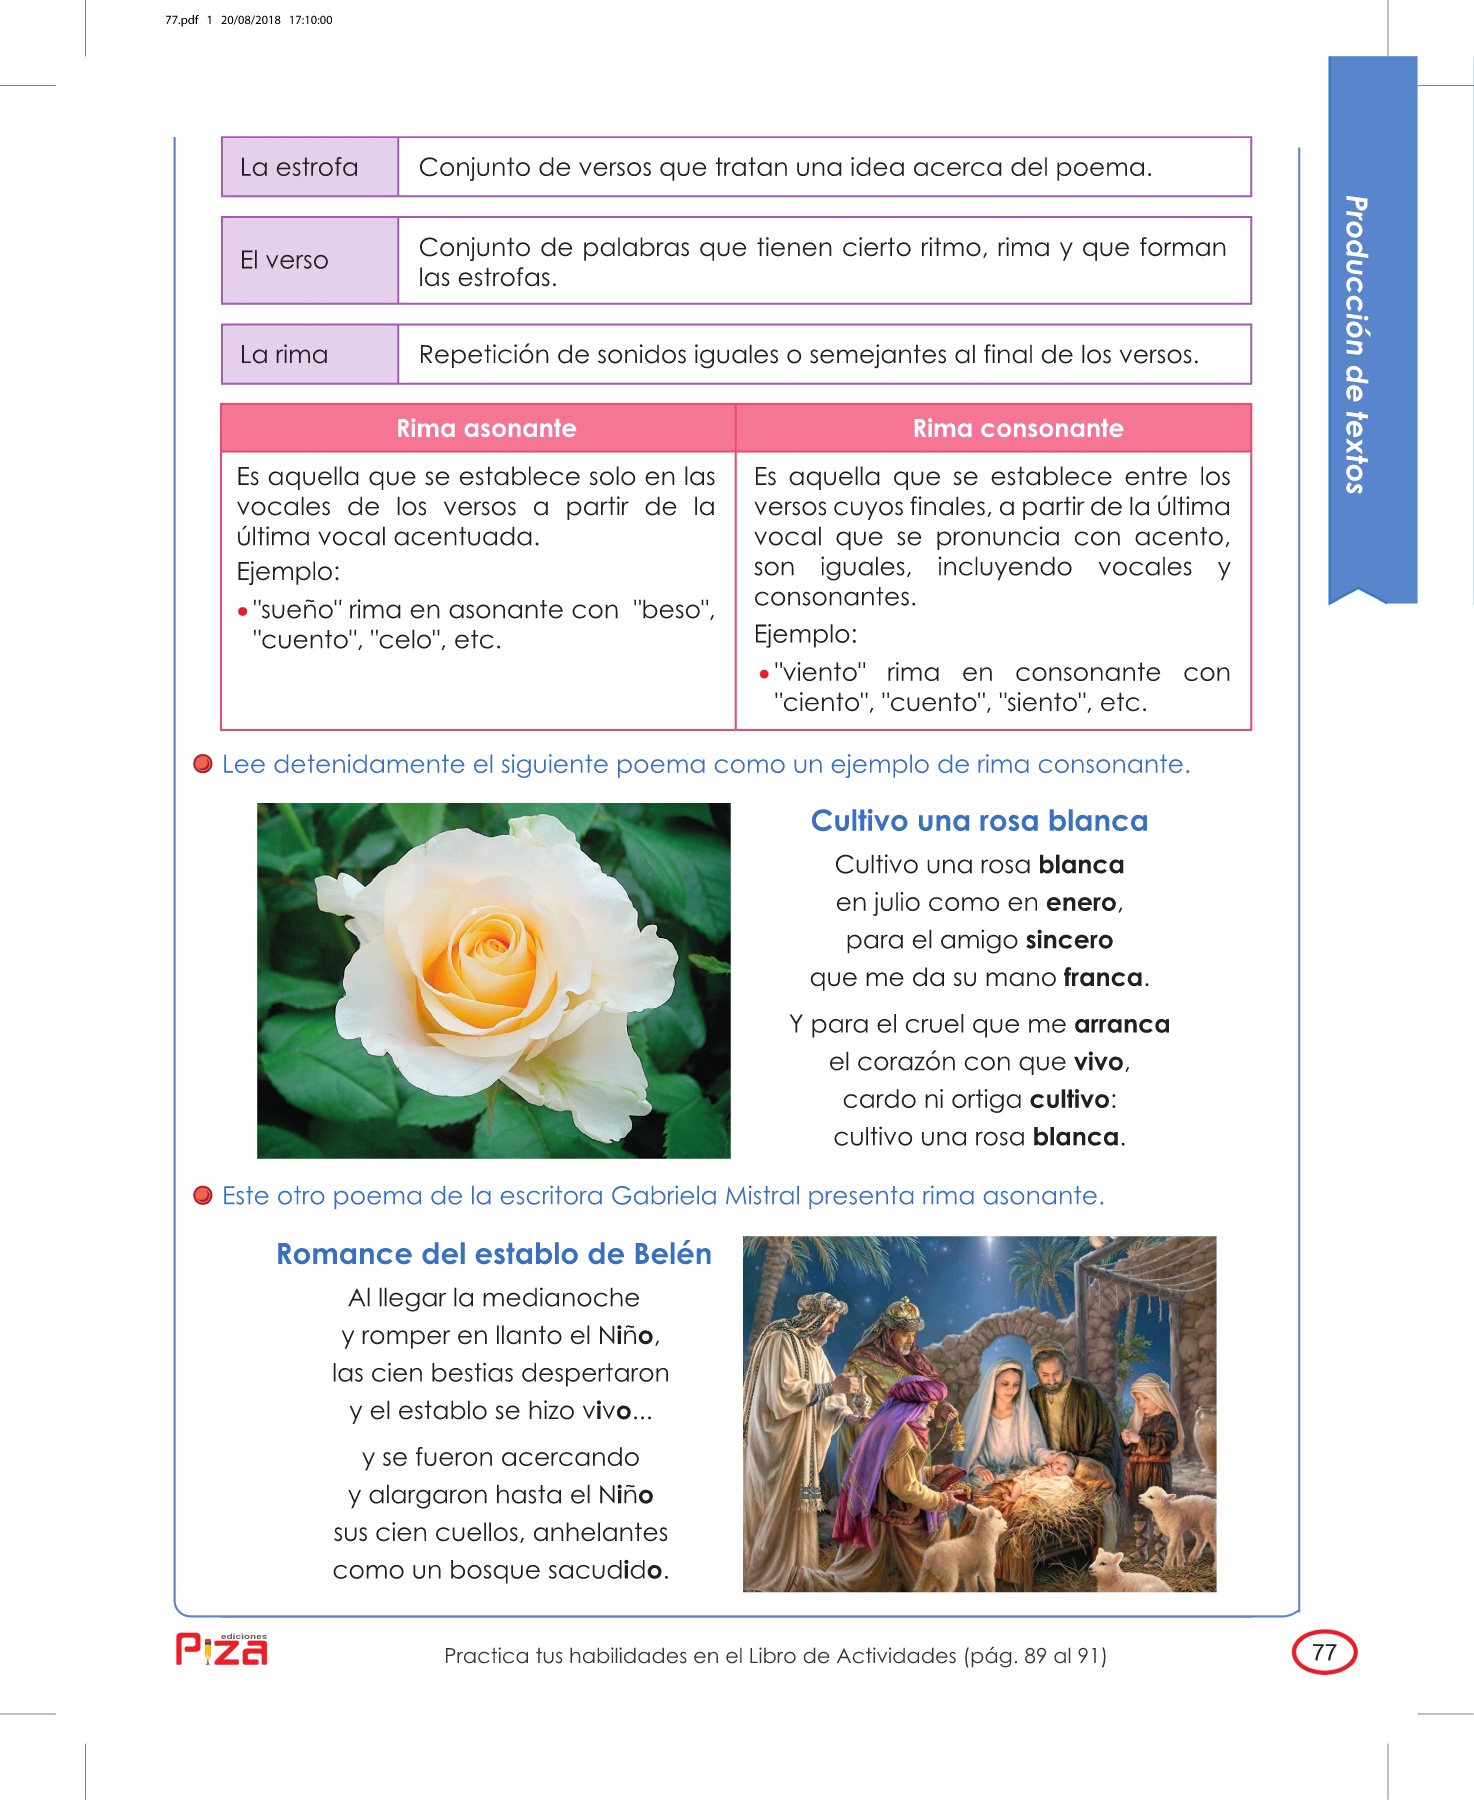 77.pdf 1 20/08/2018 17:10:00
La estrofa
Conjunto de versos que tratan una idea acerca del poema.
El verso
Conjunto de palabras que tienen cierto ritmo, rima y que forman
las estrofas.
La rima
Repetición de sonidos iguales o semejantes al final de los versos.
Rima asonante
Es aquella que se establece solo en las
vocales de los versos a partir de la
última vocal acentuada.
Ejemplo:
• "sueño" rima en asonante con "beso",
"cuento", "celo", etc.
Rima consonante
Es aquella que se establece entre los
versos cuyos finales, a partir de la última
vocal que se pronuncia con acento,
son iguales, incluyendo vocales y
consonantes.
Ejemplo:
• "viento" rima en consonante con
"ciento", "cuento", "siento", etc.
Producción de textos
Lee detenidamente el siguiente poema como un ejemplo de rima consonante.
Cultivo una rosa blanca
Cultivo una rosa blanca
en julio como en enero,
para el amigo sincero
que me da su mano franca.
Y para el cruel que me arranca
el corazón con que vivo,
cardo ni ortiga cultivo:
cultivo una rosa blanca.
Este otro poema de la escritora Gabriela Mistral presenta rima asonante.
Romance del establo de Belén
Al llegar la medianoche
y romper en llanto el Niño,
las cien bestias despertaron
y el establo se hizo vivo...
y se fueron acercando
y alargaron hasta el Niño
sus cien cuellos, anhelantes
como un bosque sacudido.
ediciones
Piza
Practica tus habilidades en el Libro de Actividades (pág. 89 al 91)
77